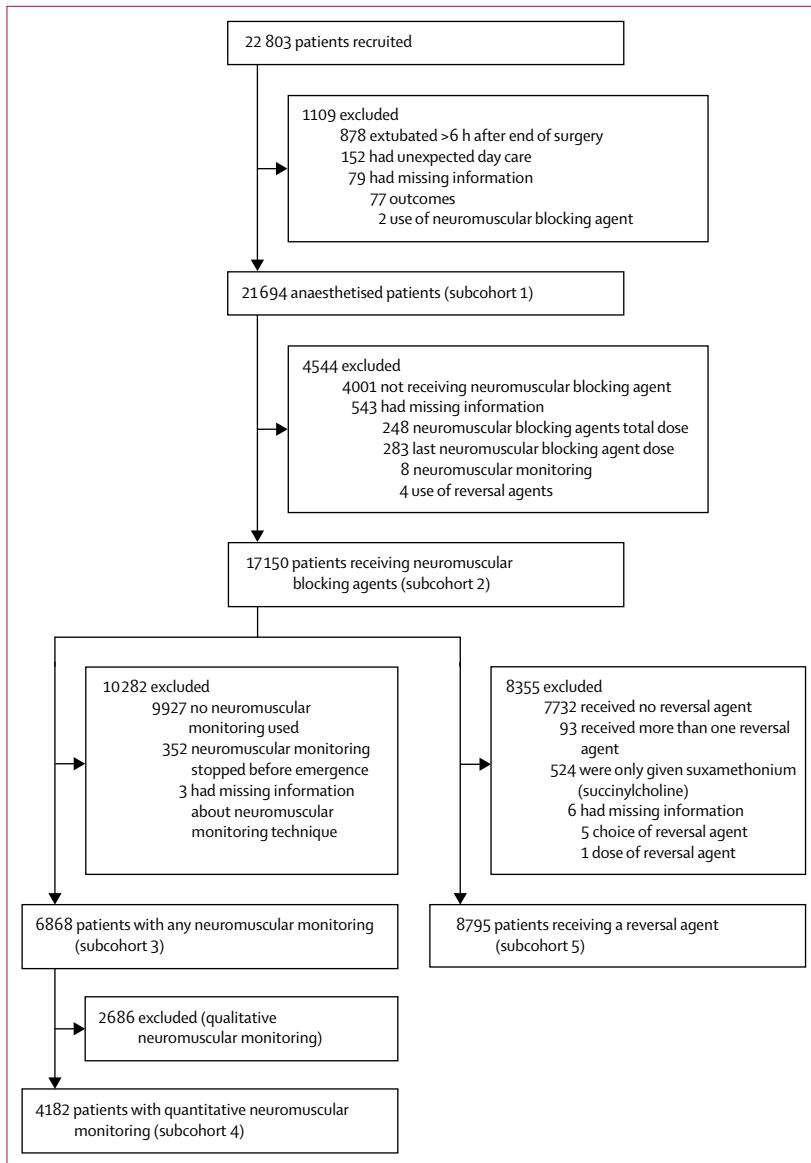 22 803 patients recruited
1109 excluded
878 extubated >6 h after end of surgery
152 had unexpected day care
79 had missing information
77 outcomes
2 use of neuromuscular blocking agent
21 694 anaesthetised patients (subcohort 1)
4544 excluded
4001 not receiving neuromuscular blocking agent
543 had missing information
248 neuromuscular blocking agents total dose
283 last neuromuscular blocking agent dose
8 neuromuscular monitoring
4 use of reversal agents
17 150 patients receiving neuromuscular
blocking agents (subcohort 2)
10 282 excluded
9927 no neuromuscular
monitoring used
352 neuromuscular monitoring
stopped before emergence
3 had missing information
about neuromuscular
monitoring technique
8355 excluded
7732 received no reversal agent
93 received more than one reversal
agent
524 were only given suxamethonium
(succinylcholine)
6 had missing information
5 choice of reversal agent
1 dose of reversal agent
6868 patients with any neuromuscular monitoring
(subcohort 3)
8795 patients receiving a reversal agent
(subcohort 5)
2686 excluded (qualitative
neuromuscular monitoring)
4182 patients with quantitative neuromuscular
monitoring (subcohort 4)